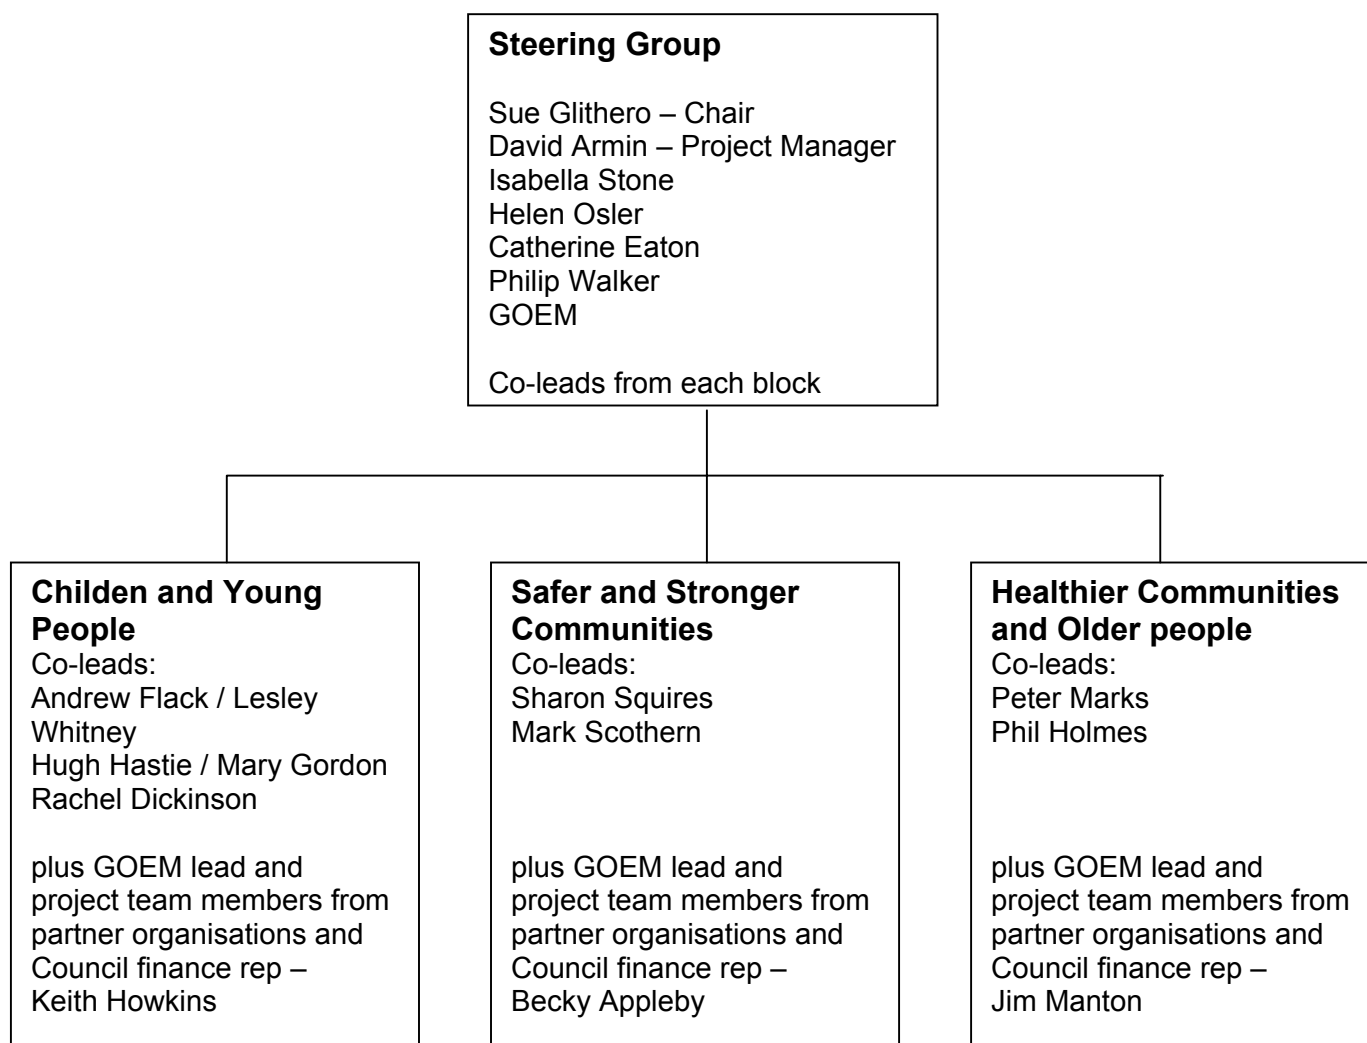 Steering Group
Sue Glithero – Chair
David Armin – Project Manager
Isabella Stone
Helen Osler
Catherine Eaton
Philip Walker
GOEM
Co-leads from each block
Childen and Young
People
Co-leads:
Andrew Flack / Lesley
Whitney
Hugh Hastie / Mary Gordon
Rachel Dickinson
plus GOEM lead and
project team members from
partner organisations and
Council finance rep –
Keith Howkins
Safer and Stronger
Communities
Co-leads:
Sharon Squires
Mark Scothern
plus GOEM lead and
project team members from
partner organisations and
Council finance rep –
Becky Appleby
Healthier Communities
and Older people
Co-leads:
Peter Marks
Phil Holmes
plus GOEM lead and
project team members from
partner organisations and
Council finance rep –
Jim Manton